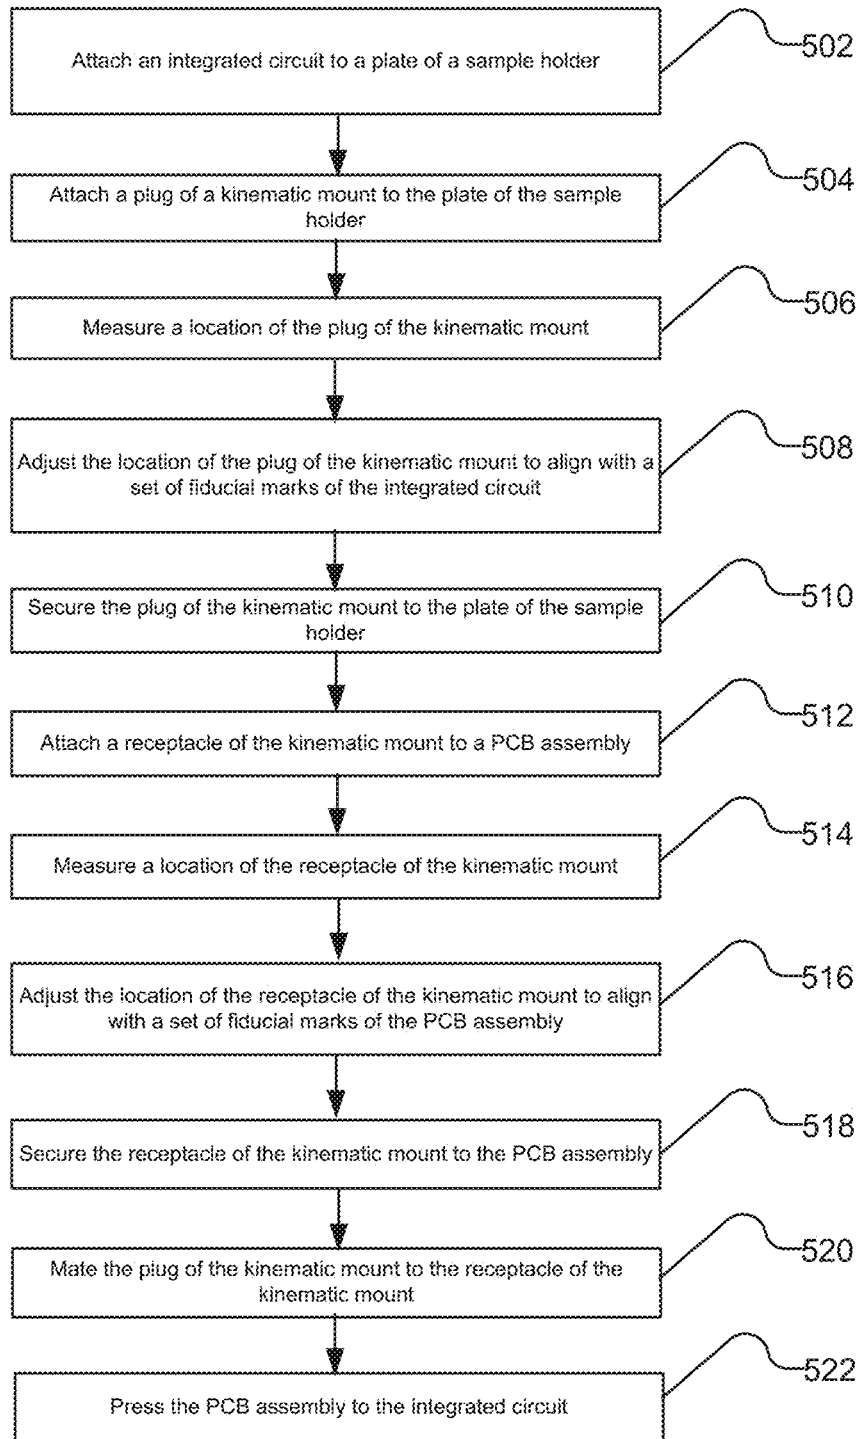 Attach an integrated circuit to a plate of a sample holder
502
Attach a plug of a kinematic mount to the plate of the sample
holder
504
Measure a location of the plug of the kinematic mount
506
Adjust the location of the plug of the kinematic mount to align with a
set of fiducial marks of the integrated circuit
508
Secure the plug of the kinematic mount to the plate of the sample
holder
510
Attach a receptacle of the kinematic mount to a PCB assembly
512
Measure a location of the receptacle of the kinematic mount
514
Adjust the location of the receptacle of the kinematic mount to align
with a set of fiducial marks of the PCB assembly
516
Secure the receptacle of the kinematic mount to the PCB assembly
518
Mate the plug of the kinematic mount to the receptacle of the
kinematic mount
520
Press the PCB assembly to the integrated circuit
522